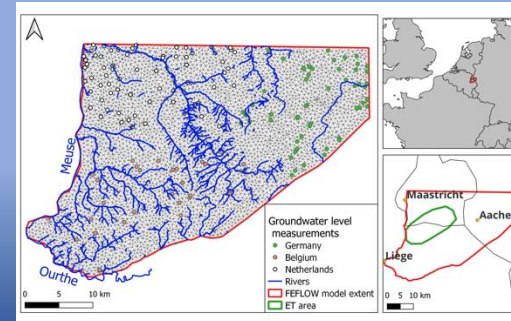 Meuse
Ourthe
0 10 km
Groundwater level
measurements
Germany
Belgium
Netherlands
Rivers
FEFLOW model extent
ET area
Maastricht
Aache
Liège
0 5 10 km